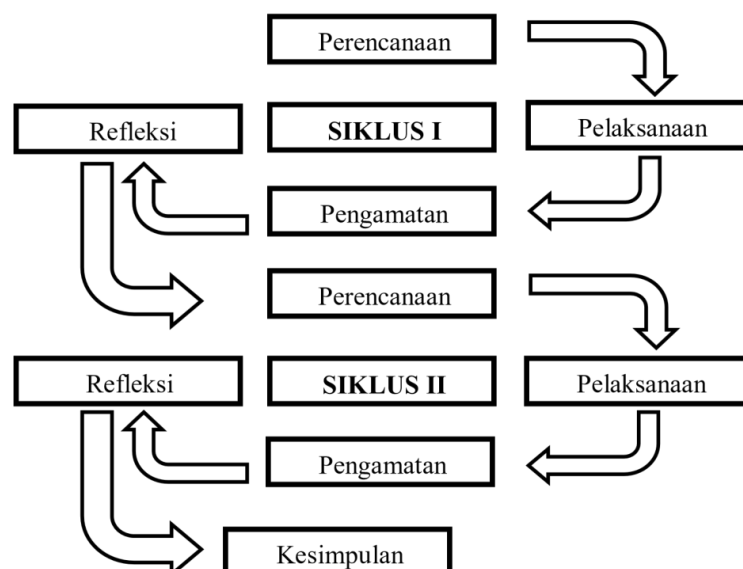 Perencanaan
Refleksi
SIKLUS I
Pelaksanaan
Pengamatan
Perencanaan
Refleksi
SIKLUS II
Pelaksanaan
Pengamatan
Kesimpulan